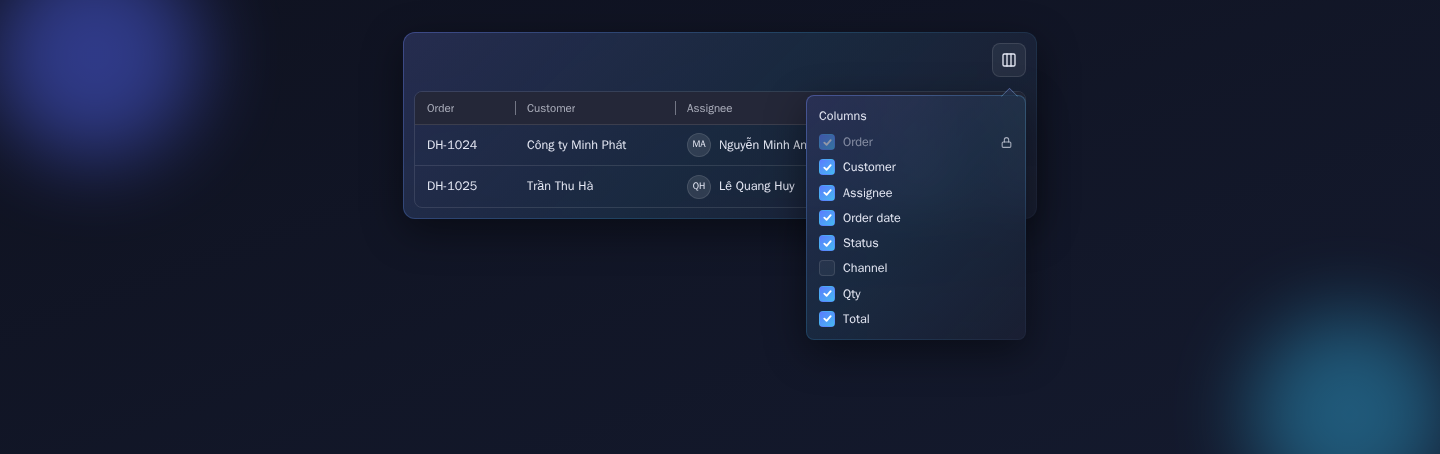 Order Customer Assignee
DH-1024 Công ty Minh Phát MA Nguyễn Minh An
DH-1025 Trần Thu Hà QH Lê Quang Huy
Columns
Order
Customer
Assignee
Order date
Status
Channel
Qty
Total